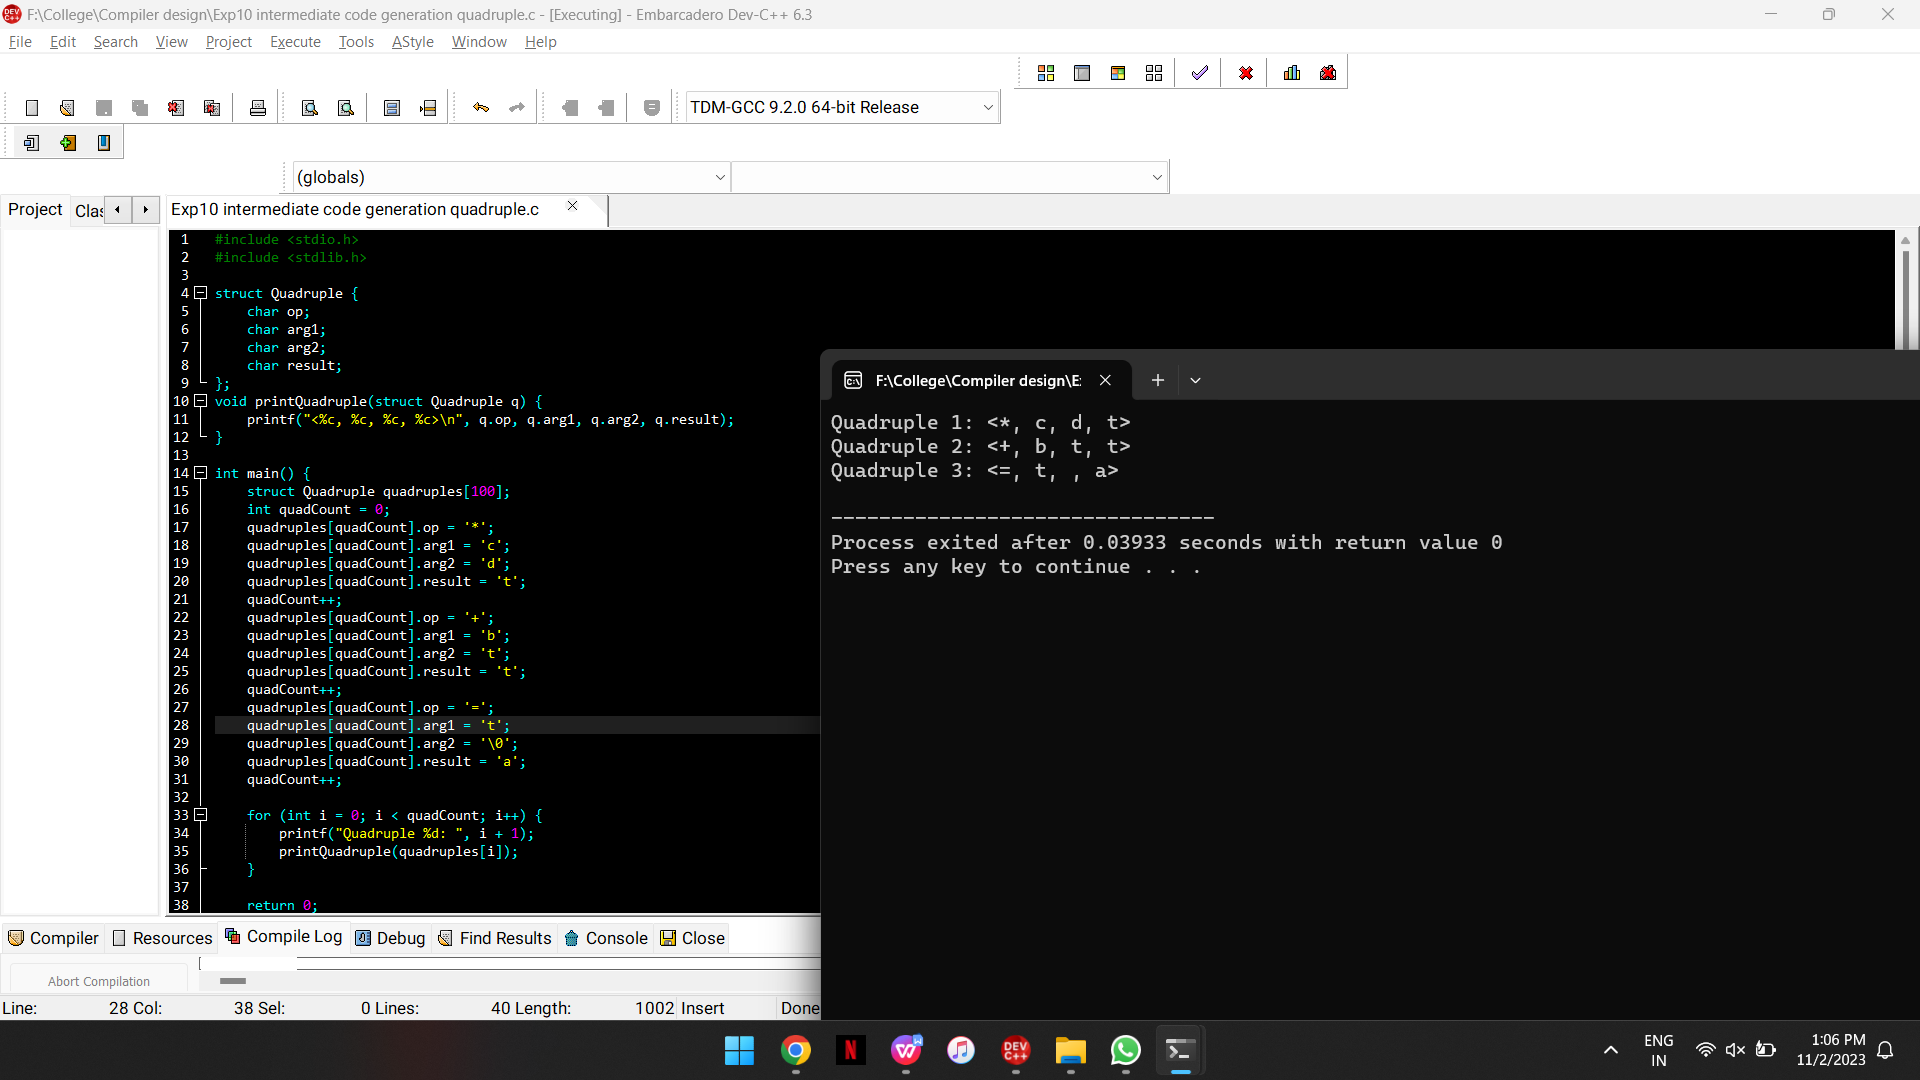 F:\College\Compiler design\Exp10 intermediate code generation quadruple.c - [Executing] - Embarcadero Dev-C++ 6.3
File Edit Search View Project Execute Tools AStyle Window Help
TDM-GCC 9.2.0 64-bit Release
(globals)
Project Clas Exp10 intermediate code generation quadruple.c
1 #include <stdio.h>
2 #include <stdlib.h>
3
4 struct Quadruple {
5 char op;
6 char arg1;
7 char arg2;
8 char result;
9 };
10 void printQuadruple(struct Quadruple q) {
11 printf("<%c, %c, %c, %c>\n", q.op, q.arg1, q.arg2, q.result);
12 }
13
14 int main() {
15 struct Quadruple quadruples[100];
16 int quadCount = 0;
17 quadruples[quadCount].op = '*';
18 quadruples[quadCount].arg1 = 'c';
19 quadruples[quadCount].arg2 = 'd';
20 quadruples[quadCount].result = 't';
21 quadCount++;
22 quadruples[quadCount].op = '+';
23 quadruples[quadCount].arg1 = 'b';
24 quadruples[quadCount].arg2 = 't';
25 quadruples[quadCount].result = 't';
26 quadCount++;
27 quadruples[quadCount].op = '=';
28 quadruples[quadCount].arg1 = 't';
29 quadruples[quadCount].arg2 = '\0';
30 quadruples[quadCount].result = 'a';
31 quadCount++;
32
33 for (int i = 0; i < quadCount; i++) {
34 printf("Quadruple %d: ", i + 1);
35 printQuadruple(quadruples[i]);
36 }
37
38 return 0;
F:\College\Compiler design\E:
Quadruple 1: <*, c, d, t>
Quadruple 2: <+, b, t, t>
Quadruple 3: <=, t, , a>
--------------------------------
Process exited after 0.03933 seconds with return value 0
Press any key to continue . . .
Compiler Resources Compile Log Debug Find Results Console Close
Abort Compilation
Line: 28 Col: 38 Sel: 0 Lines: 40 Length: 1002 Insert Done
DEV C++
ENG
IN
1:06 PM
11/2/2023